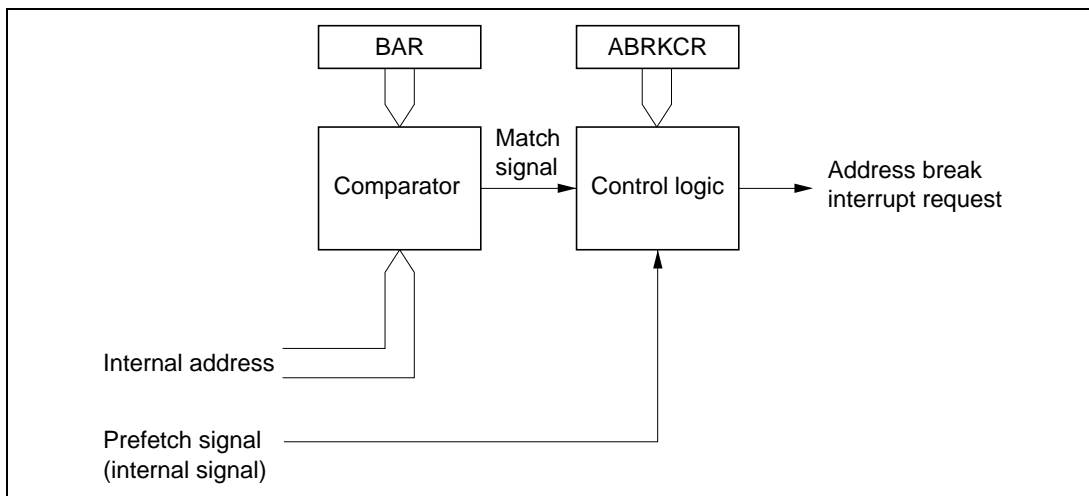 BAR
ABRKCR
Match
signal
Comparator
Control logic
Address break
interrupt request
Internal address
Prefetch signal
(internal signal)